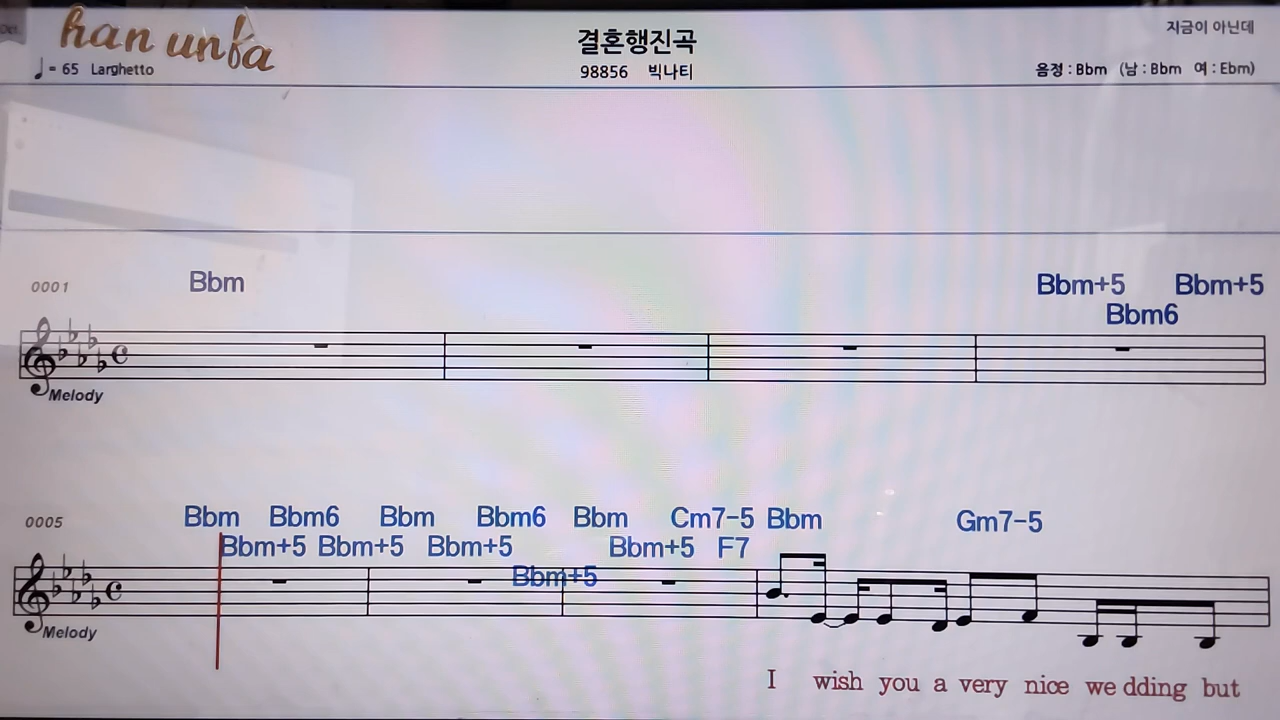 han unfa
결혼행진곡
지금이 아닌데
♩= 65 Larghetto
98856 빅나티
음정 : Bbm (남 : Bbm 여 : Ebm)
0001
Bbm
Bbm+5 Bbm+5
Bbm6
Melody
0005
Bbm Bbm6 Bbm Bbm6 Bbm Cm7-5 Bbm Gm7-5
Bbm+5 Bbm+5 Bbm+5 Bbm+5 F7
Bbm+5
Melody
I wish you a very nice we dding but